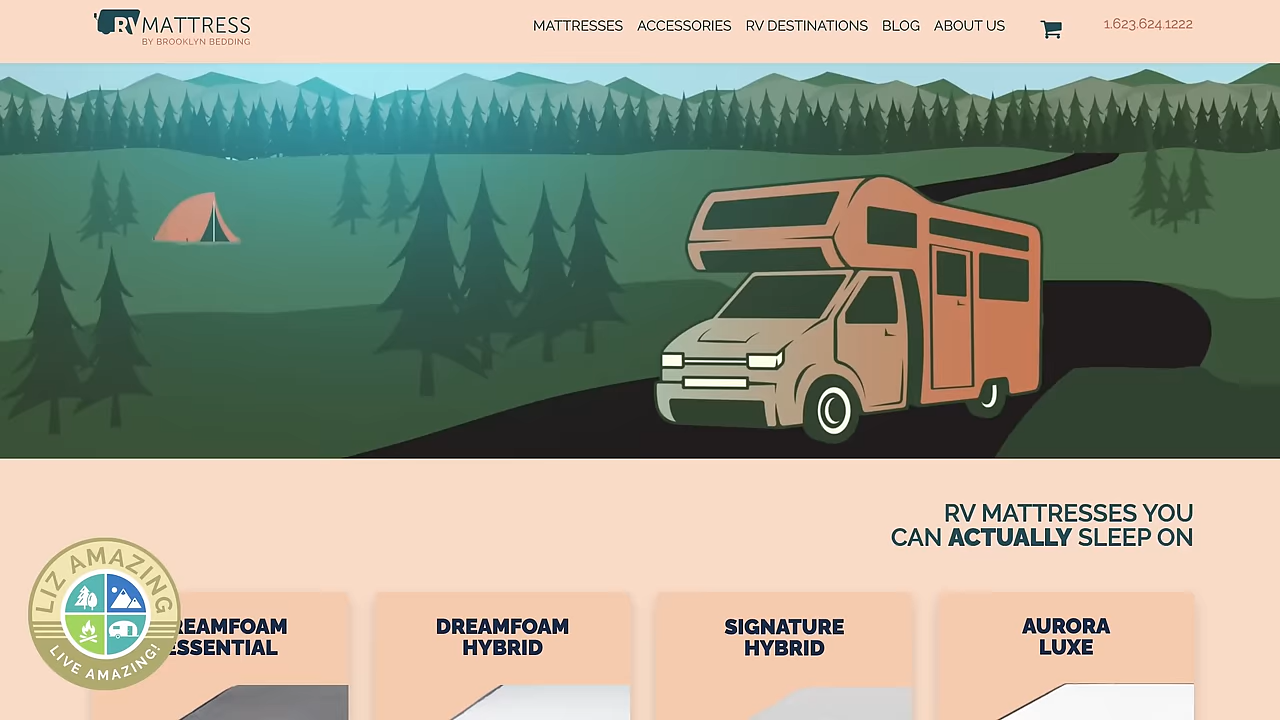 RV MATTRESS
BY BROOKLYN BEDDING
MATTRESSES ACCESSORIES RV DESTINATIONS BLOG ABOUT US 1.623.624.1222
RV MATTRESSES YOU
CAN ACTUALLY SLEEP ON
LIZ AMAZING
LIVE AMAZING!
REAMFOAM
ESSENTIAL
DREAMFOAM
HYBRID
SIGNATURE
HYBRID
AURORA
LUXE